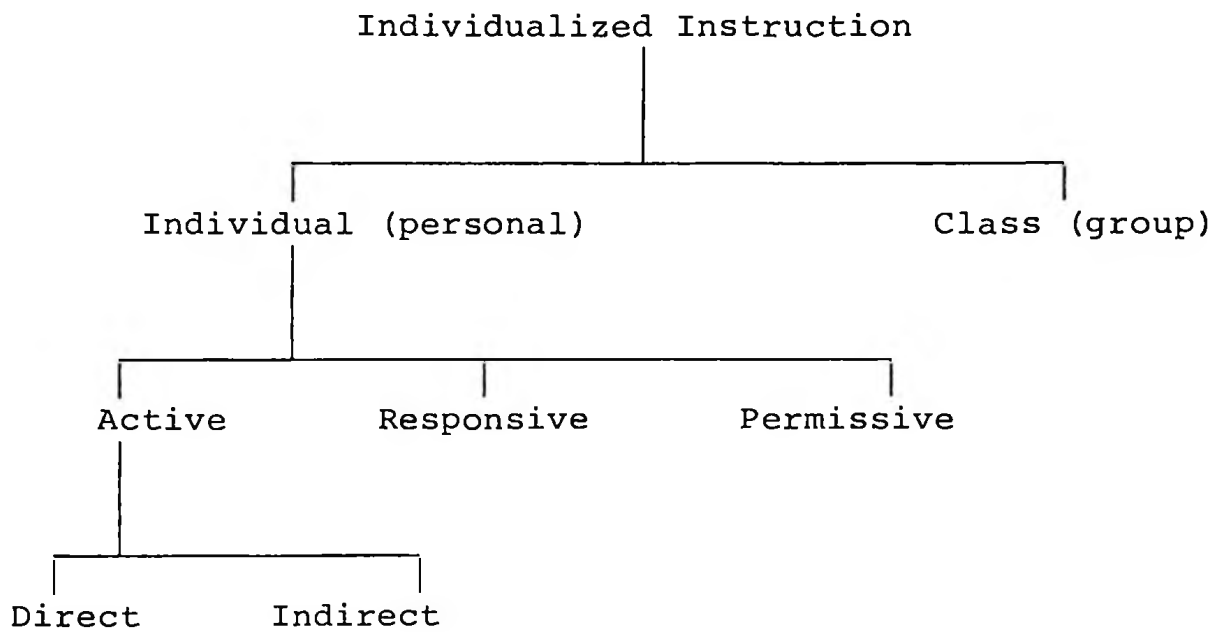 Individualized Instruction
Individual (personal) Class (group)
Active Responsive Permissive
Direct Indirect